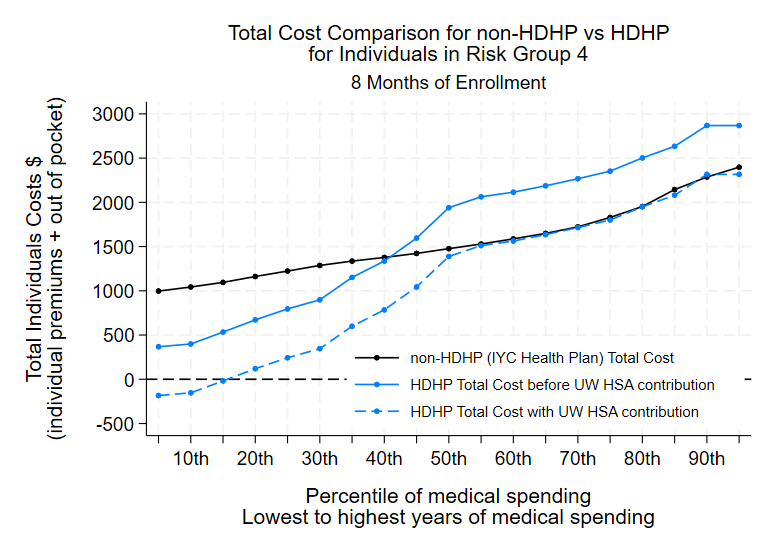 Total Cost Comparison for non-HDHP vs HDHP
for Individuals in Risk Group 4
8 Months of Enrollment
Total Individuals Costs $
(individual premiums + out of pocket)
3000
2500
2000
1500
1000
500
0
-500
non-HDHP (IYC Health Plan) Total Cost
HDHP Total Cost before UW HSA contribution
HDHP Total Cost with UW HSA contribution
10th 20th 30th 40th 50th 60th 70th 80th 90th
Percentile of medical spending
Lowest to highest years of medical spending